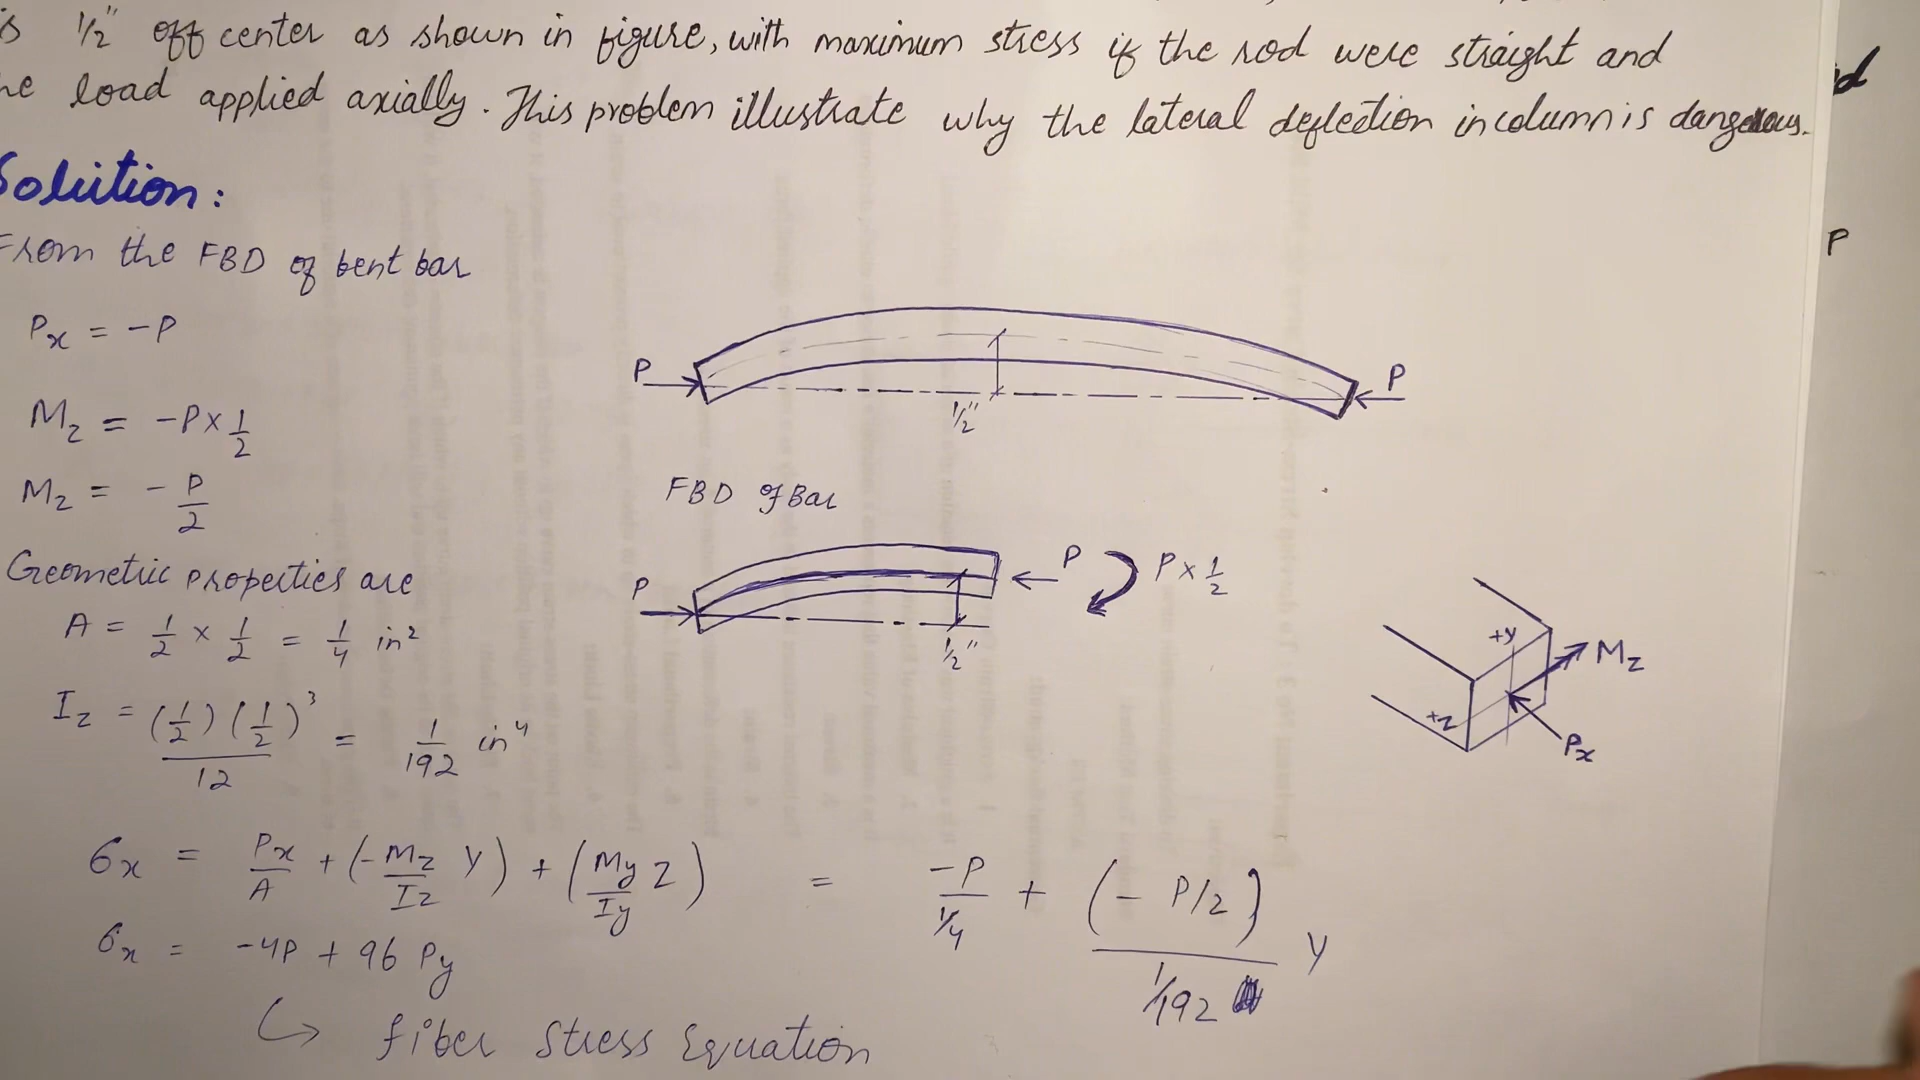 is 1/2" off center as shown in figure, with maximum stress if the rod were straight and
he load applied axially. This problem illustrate why the lateral deflection in column is dangerous.
Solution:
From the FBD of bent bar
Px = -P
Mz = -P × 1/2
Mz = - P/2
P
P
1/2"
FBD of Bar
P
P
P × 1/2
1/2"
+y
Mz
+z
Px
Geometric properties are
A = 1/2 × 1/2 = 1/4 in²
Iz = (1/2)(1/2)³/12 = 1/192 in⁴
6x = Px/A + (-Mz/Iz y) + (My/Iy z) = -P/(1/4) + (- P/2)/(1/192) y
6x = -4P + 96 Py
↳ fiber Stress Equation
d
P